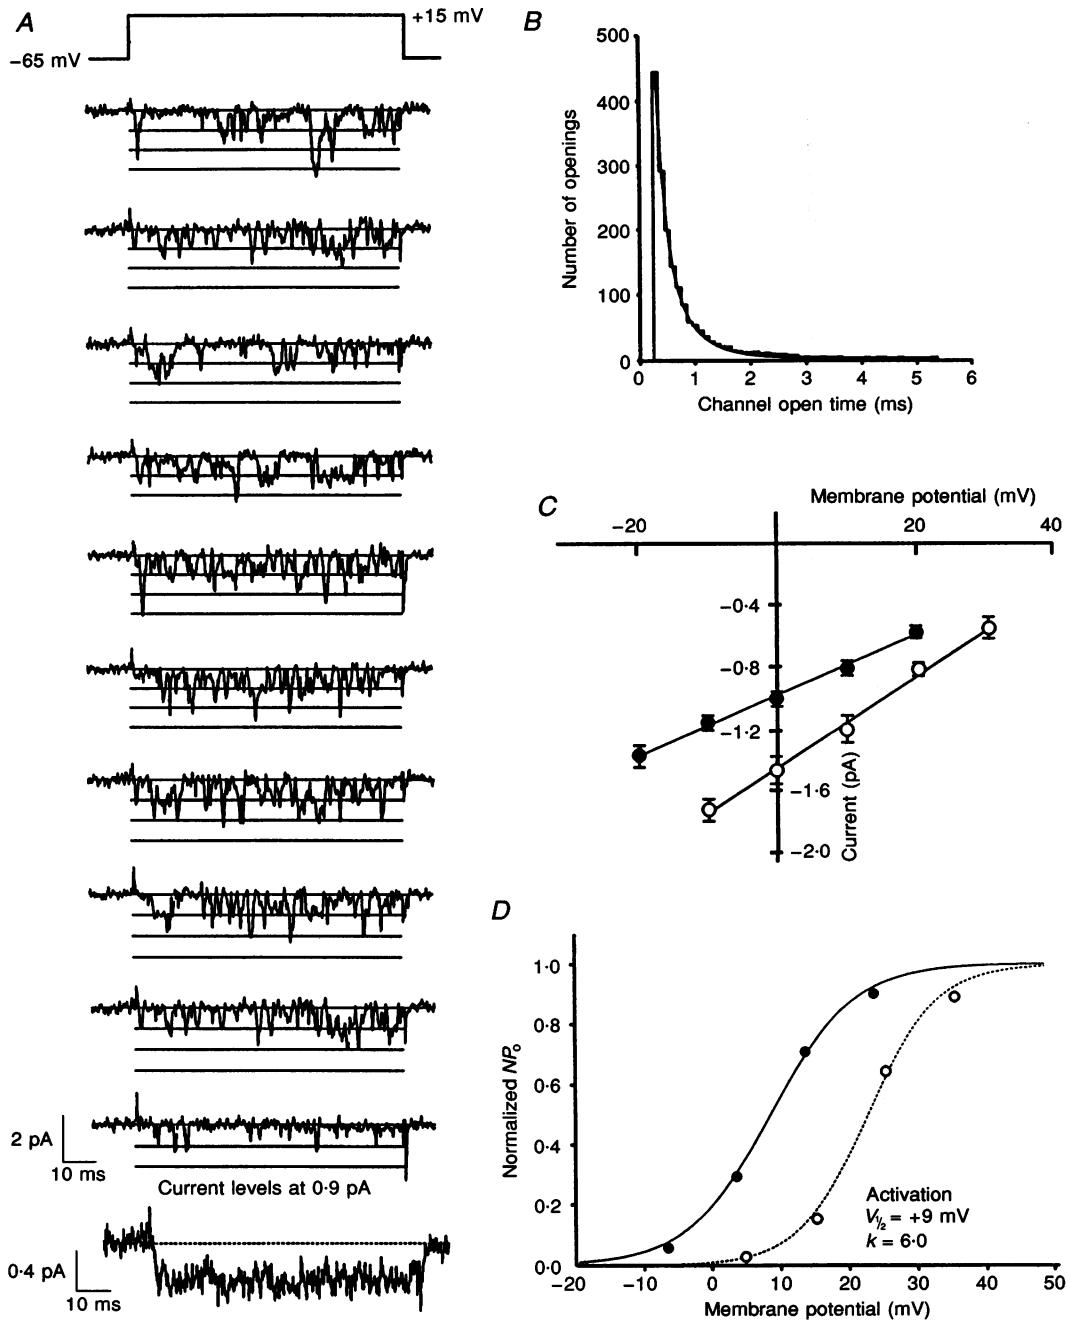 A
+15 mV
−65 mV
2 pA
10 ms
Current levels at 0·9 pA
0·4 pA
10 ms
B
500
400
300
200
100
0
Number of openings
0 1 2 3 4 5 6
Channel open time (ms)
C
Membrane potential (mV)
−20 20 40
−0·4
−0·8
−1·2
−1·6
−2·0
Current (pA)
D
1·0
0·8
0·6
0·4
0·2
0·0
Normalized NPo
Activation
V½ = +9 mV
k = 6·0
−20 −10 0 10 20 30 40 50
Membrane potential (mV)